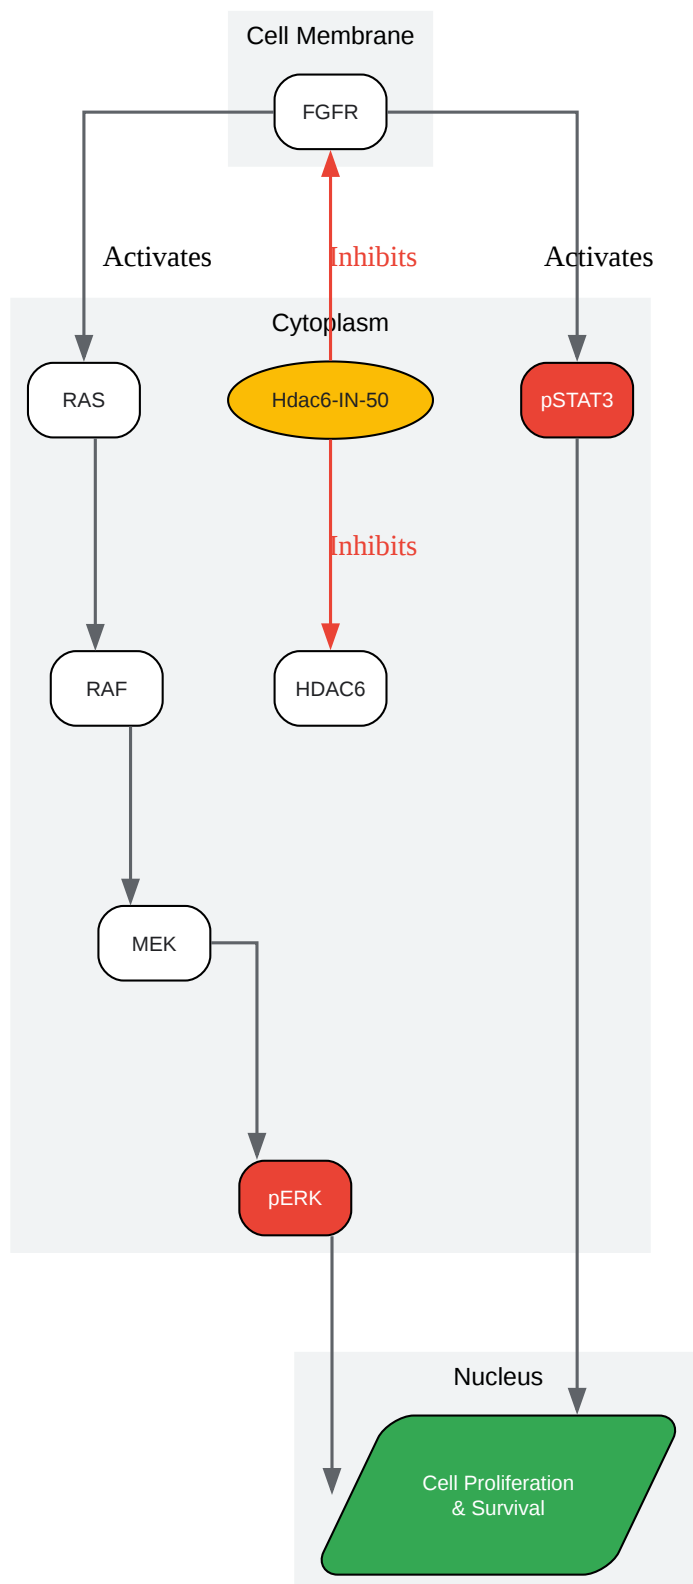 Cell Membrane
FGFR
Activates
Inhibits
Activates
Cytoplasm
RAS
Hdac6-IN-50
pSTAT3
Inhibits
RAF
HDAC6
MEK
pERK
Nucleus
Cell Proliferation
& Survival